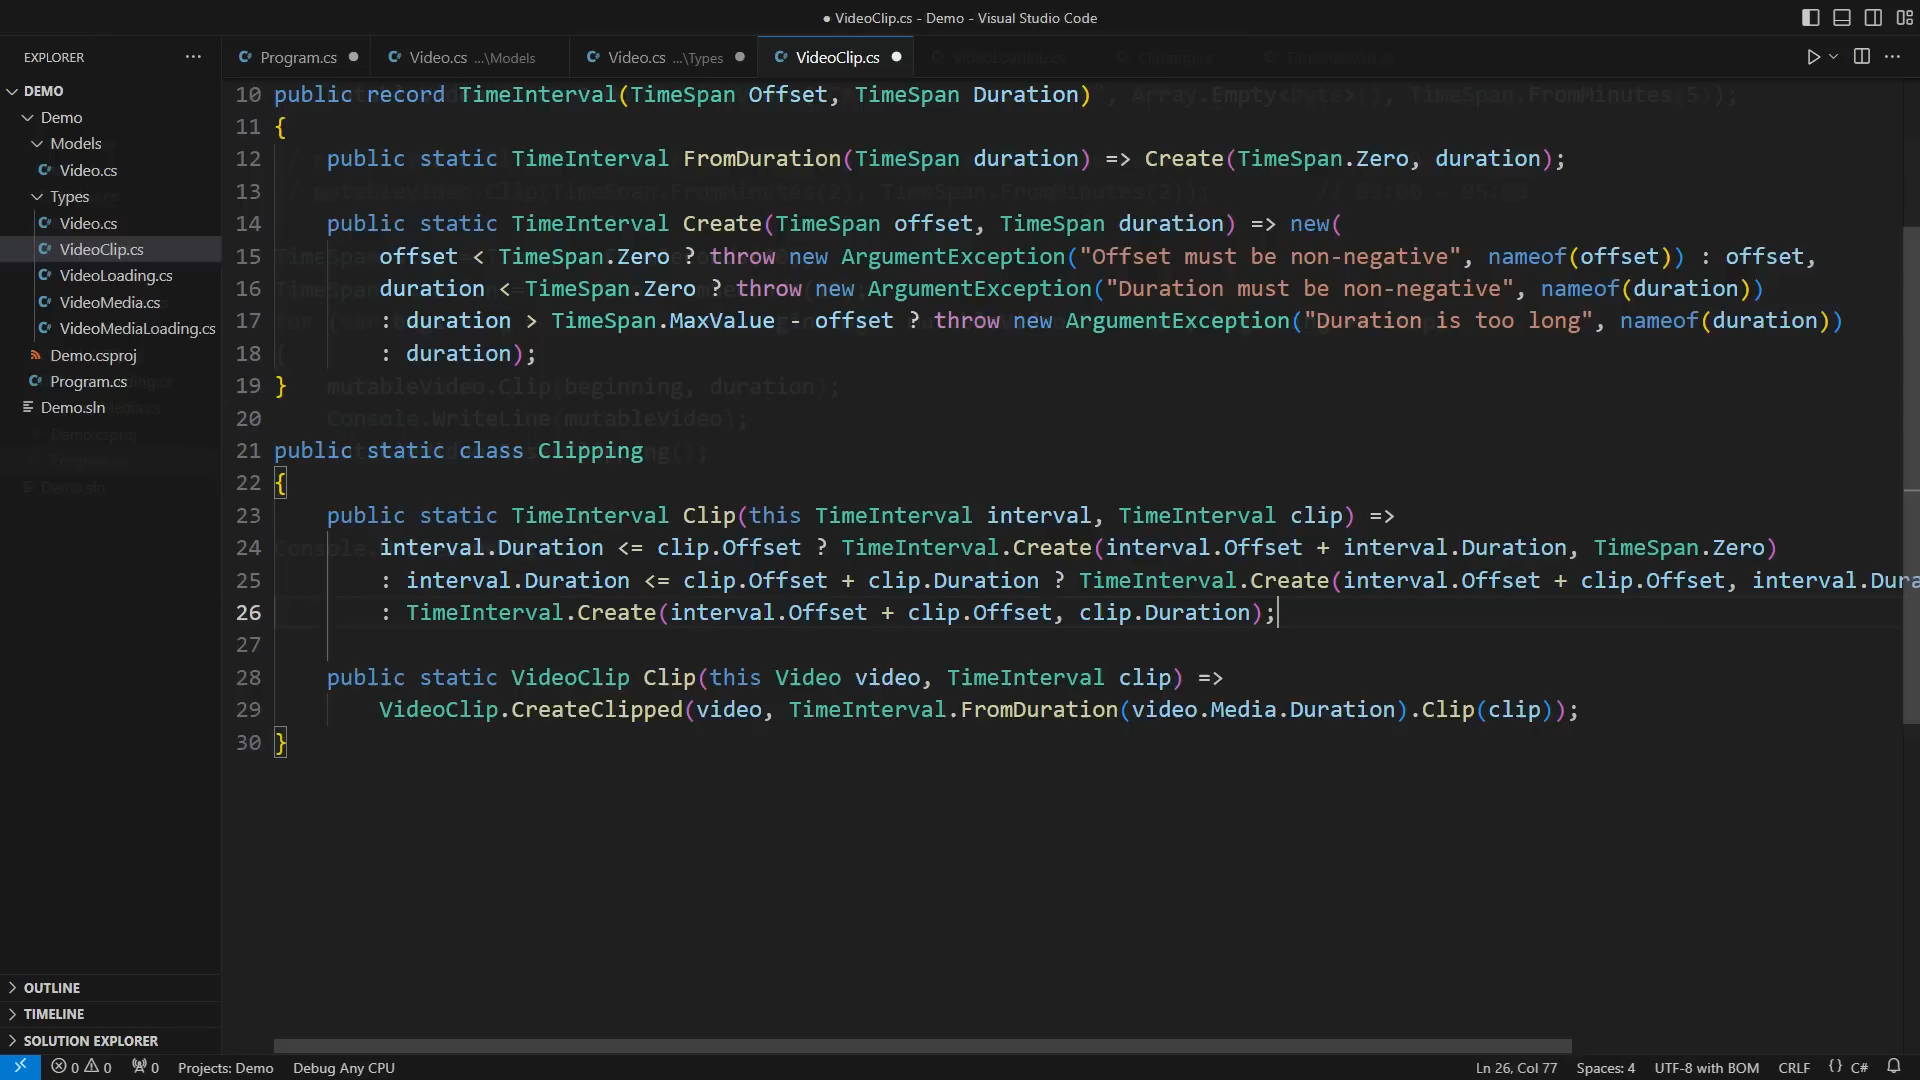 ● VideoClip.cs - Demo - Visual Studio Code
EXPLORER
Program.cs
Video.cs ...\Models
Video.cs ...\Types
VideoClip.cs
DEMO
Demo
Models
Video.cs
Types
Video.cs
VideoClip.cs
VideoLoading.cs
VideoMedia.cs
VideoMediaLoading.cs
Demo.csproj
Program.cs
Demo.sln
10 public record TimeInterval(TimeSpan Offset, TimeSpan Duration)
11 {
12 public static TimeInterval FromDuration(TimeSpan duration) => Create(TimeSpan.Zero, duration);
13
14 public static TimeInterval Create(TimeSpan offset, TimeSpan duration) => new(
15 offset < TimeSpan.Zero ? throw new ArgumentException("Offset must be non-negative", nameof(offset)) : offset,
16 duration < TimeSpan.Zero ? throw new ArgumentException("Duration must be non-negative", nameof(duration))
17 : duration > TimeSpan.MaxValue - offset ? throw new ArgumentException("Duration is too long", nameof(duration))
18 : duration);
19 }
20
21 public static class Clipping
22 {
23 public static TimeInterval Clip(this TimeInterval interval, TimeInterval clip) =>
24 interval.Duration <= clip.Offset ? TimeInterval.Create(interval.Offset + interval.Duration, TimeSpan.Zero)
25 : interval.Duration <= clip.Offset + clip.Duration ? TimeInterval.Create(interval.Offset + clip.Offset, interval.Dura
26 : TimeInterval.Create(interval.Offset + clip.Offset, clip.Duration);
27
28 public static VideoClip Clip(this Video video, TimeInterval clip) =>
29 VideoClip.CreateClipped(video, TimeInterval.FromDuration(video.Media.Duration).Clip(clip));
30 }
OUTLINE
TIMELINE
SOLUTION EXPLORER
0 0 0 Projects: Demo Debug Any CPU
Ln 26, Col 77 Spaces: 4 UTF-8 with BOM CRLF {} C#